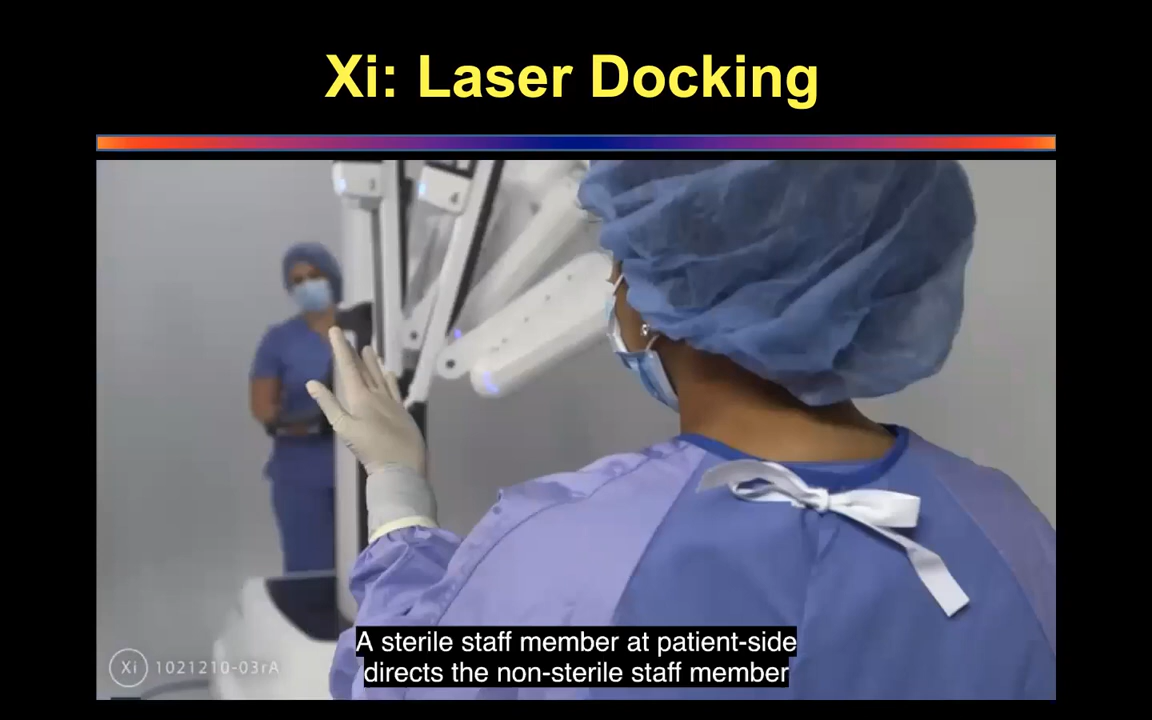 Xi: Laser Docking
A sterile staff member at patient-side
directs the non-sterile staff member
Xi 1021210-03rA